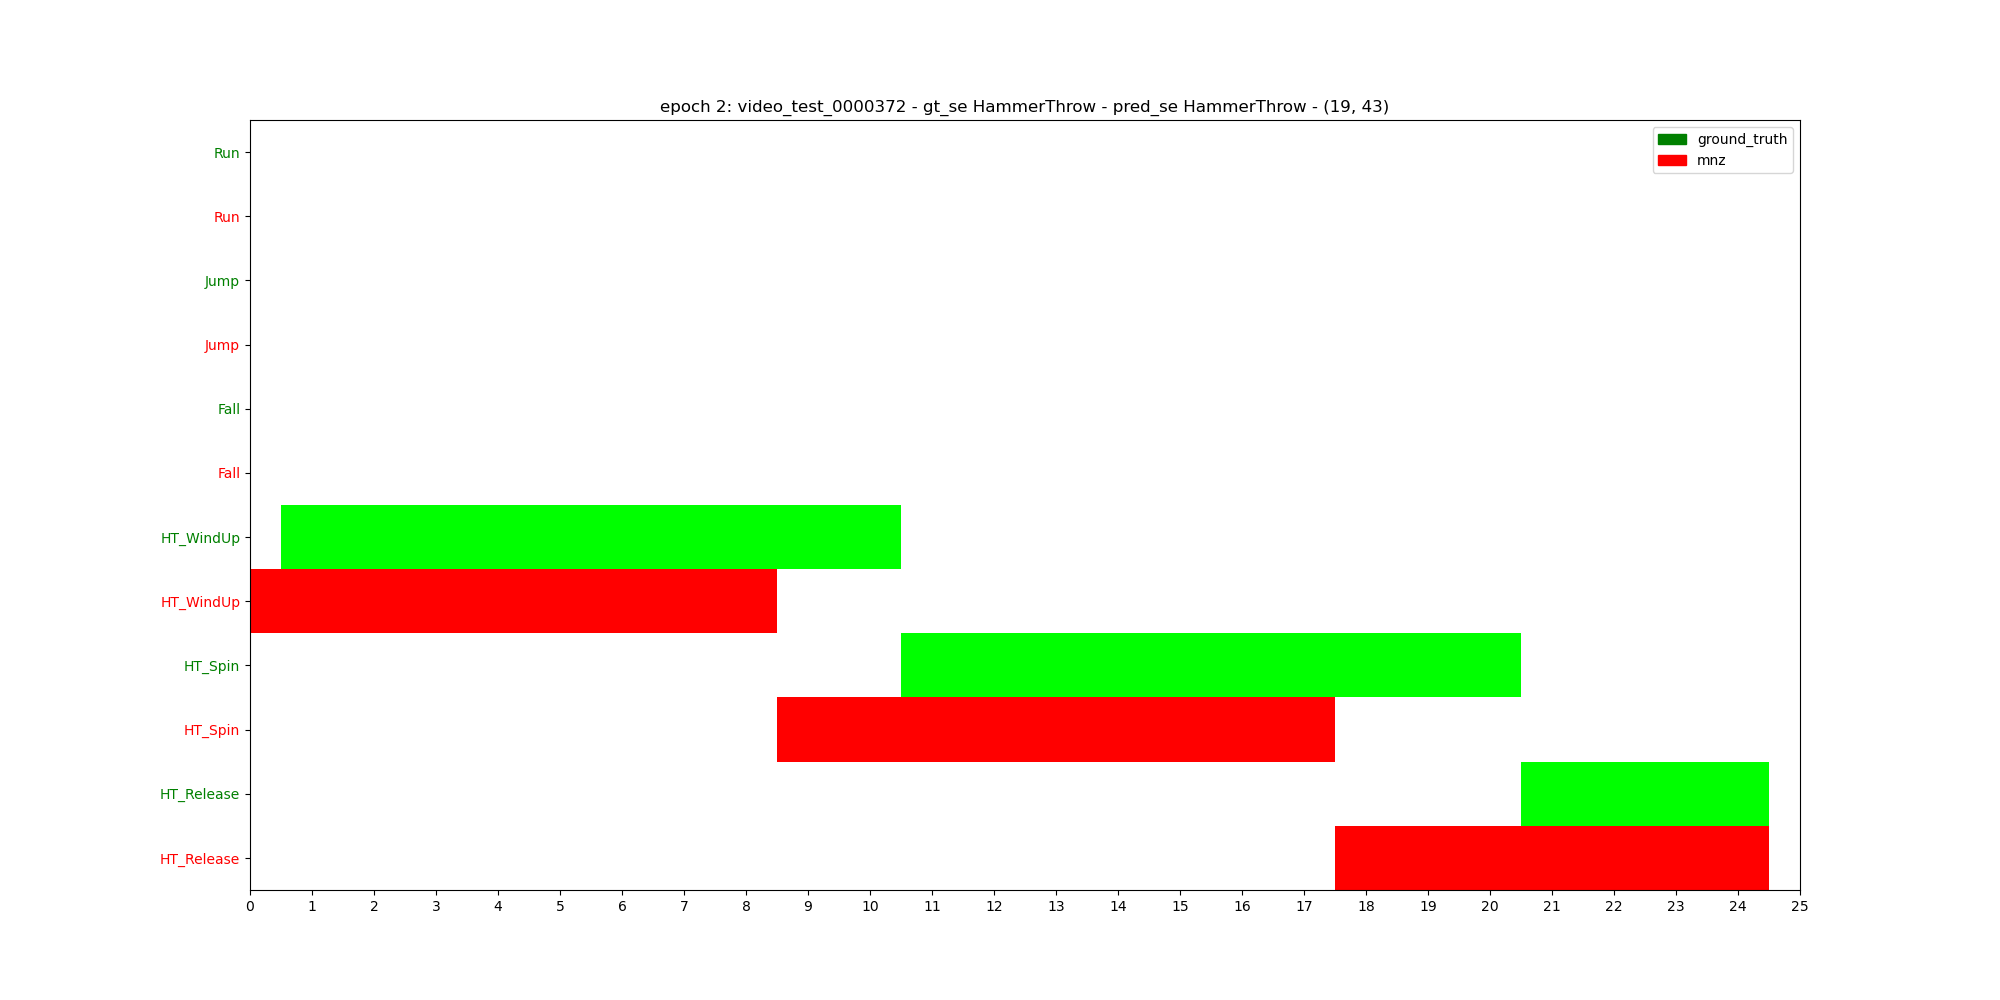 epoch 2: video_test_0000372 - gt_se HammerThrow - pred_se HammerThrow - (19, 43)
ground_truth
mnz
Run
Run
Jump
Jump
Fall
Fall
HT_WindUp
HT_WindUp
HT_Spin
HT_Spin
HT_Release
HT_Release
0 1 2 3 4 5 6 7 8 9 10 11 12 13 14 15 16 17 18 19 20 21 22 23 24 25